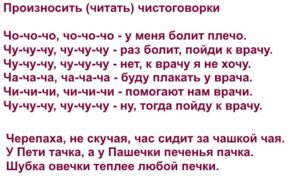 Произносить (читать) чистоговорки
Чо-чо-чо, чо-чо-чо - у меня болит плечо.
Чу-чу-чу, чу-чу-чу - раз болит, пойди к врачу.
Чу-чу-чу, чу-чу-чу - нет, к врачу я не хочу.
Ча-ча-ча, ча-ча-ча - буду плакать у врача.
Чи-чи-чи, чи-чи-чи - помогают нам врачи.
Чу-чу-чу, чу-чу-чу - ну, тогда пойду к врачу.
Черепаха, не скучая, час сидит за чашкой чая.
У Пети тачка, а у Пашечки печенья пачка.
Шубка овечки теплее любой печки.